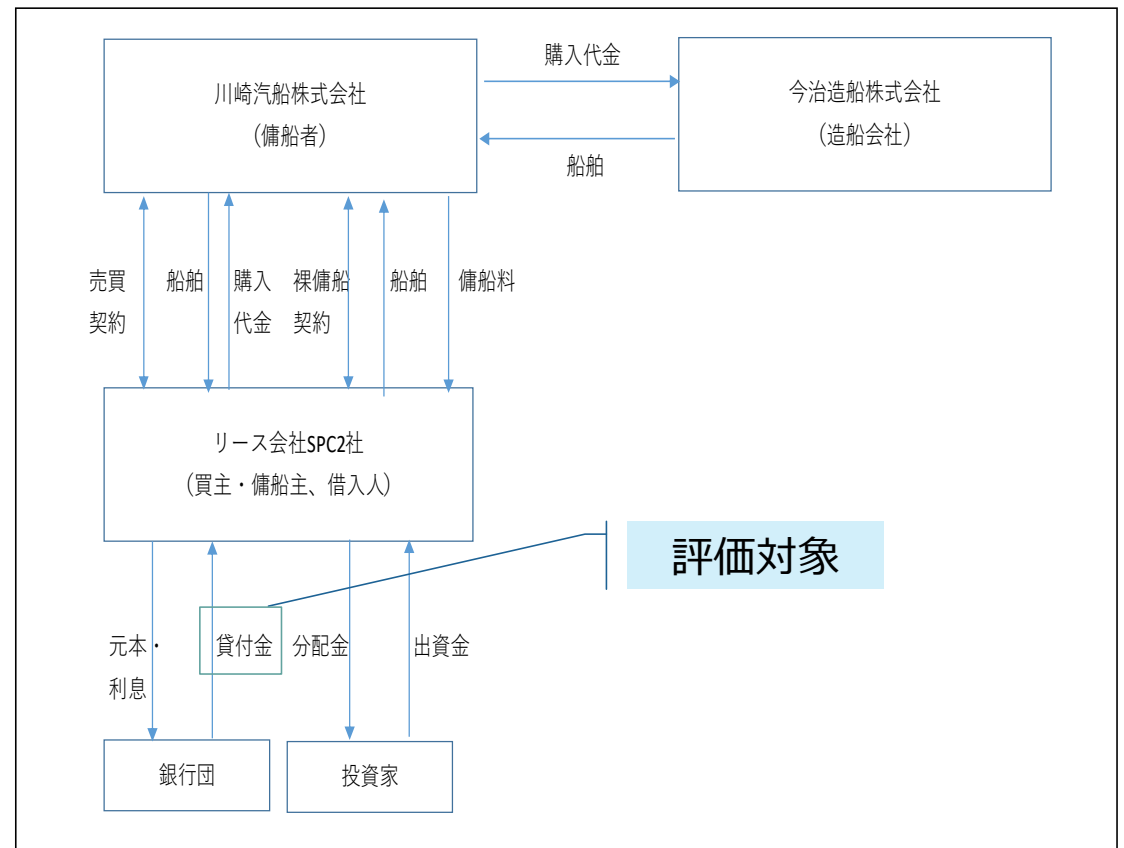 川崎汽船株式会社
（傭船者）
購入代金
今治造船株式会社
（造船会社）
船舶
売買
契約
船舶
購入
代金
裸傭船
契約
船舶
傭船料
リース会社SPC2社
（買主・傭船主、借入人）
評価対象
元本・
利息
貸付金
分配金
出資金
銀行団
投資家